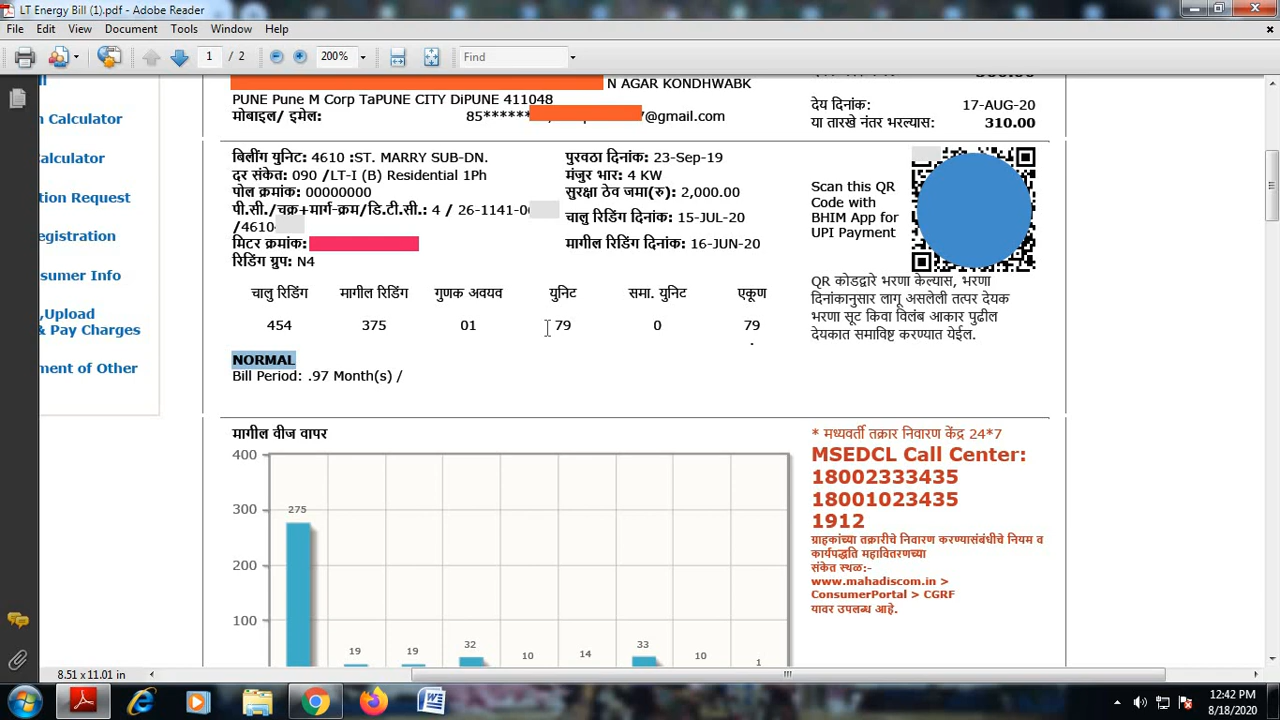 LT Energy Bill (1).pdf - Adobe Reader
File Edit View Document Tools Window Help
1 / 2 200% Find
n Calculator
alculator
tion Request
egistration
sumer Info
,Upload
& Pay Charges
ment of Other
N AGAR KONDHWABK
PUNE Pune M Corp TaPUNE CITY DiPUNE 411048
मोबाइल/ इमेल: 85****** 7@gmail.com
देय दिनांक: 17-AUG-20
या तारखे नंतर भरल्यास: 310.00
बिलींग युनिट: 4610 :ST. MARRY SUB-DN.
दर संकेत: 090 /LT-I (B) Residential 1Ph
पोल क्रमांक: 00000000
पी.सी./चक्र+मार्ग-क्रम/डि.टी.सी.: 4 / 26-1141-0
/4610-
मिटर क्रमांक:
रिडिंग ग्रुप: N4
पुरवठा दिनांक: 23-Sep-19
मंजुर भार: 4 KW
सुरक्षा ठेव जमा(रु): 2,000.00
चालु रिडिंग दिनांक: 15-JUL-20
मागील रिडिंग दिनांक: 16-JUN-20
Scan this QR
Code with
BHIM App for
UPI Payment
QR कोडद्वारे भरणा केल्यास, भरणा
दिनांकानुसार लागू असलेली तत्पर देयक
भरणा सूट किवा विलंब आकार पुढील
देयकात समाविष्ट करण्यात येईल.
चालु रिडिंग मागील रिडिंग गुणक अवयव युनिट समा. युनिट एकूण
454 375 01 79 0 79
.
NORMAL
Bill Period: .97 Month(s) /
मागील वीज वापर
400
300
200
100
275
19
19
32
10
14
33
10
1
* मध्यवर्ती तक्रार निवारण केंद्र 24*7
MSEDCL Call Center:
18002333435
18001023435
1912
ग्राहकांच्या तक्रारीचे निवारण करण्यासंबंधीचे नियम व
कार्यपद्धति महावितरणच्या
संकेत स्थळ:-
www.mahadiscom.in >
ConsumerPortal > CGRF
यावर उपलब्ध आहे.
8.51 x 11.01 in
12:42 PM
8/18/2020